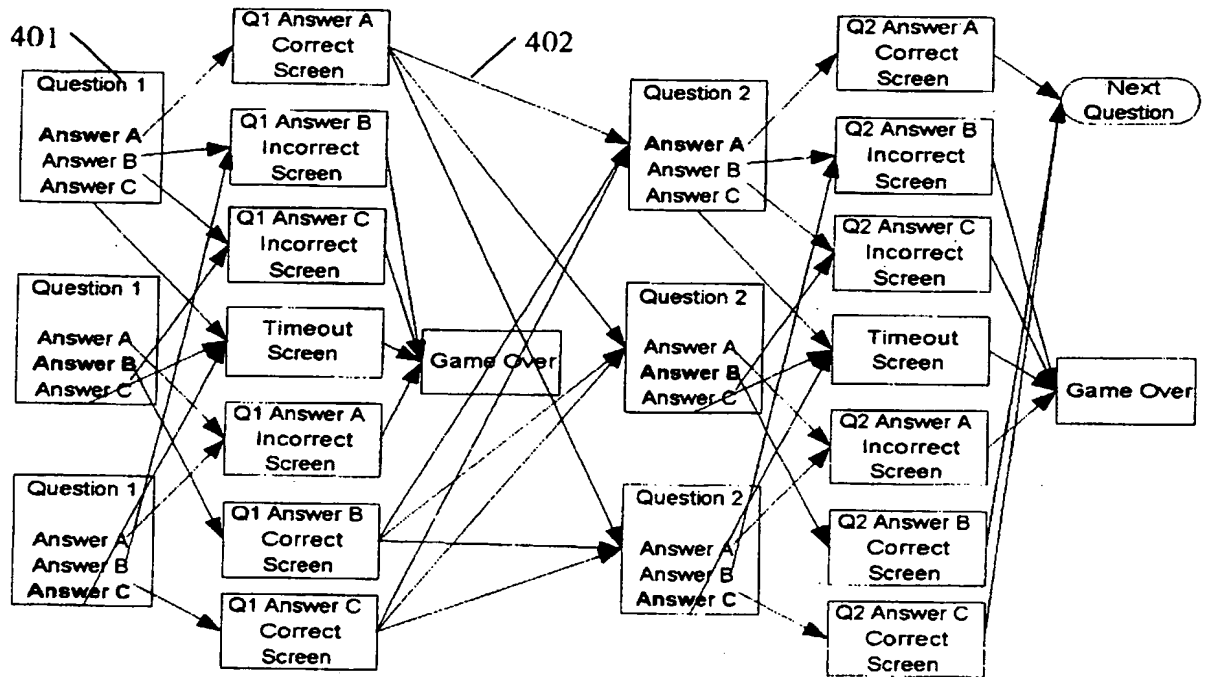 401
Question 1
Answer A
Answer B
Answer C
Question 1
Answer A
Answer B
Answer C
Question 1
Answer A
Answer B
Answer C
Q1 Answer A
Correct
Screen
Q1 Answer B
Incorrect
Screen
Q1 Answer C
Incorrect
Screen
Timeout
Screen
Q1 Answer A
Incorrect
Screen
Q1 Answer B
Correct
Screen
Q1 Answer C
Correct
Screen
Game Over
402
Question 2
Answer A
Answer B
Answer C
Question 2
Answer A
Answer B
Answer C
Question 2
Answer A
Answer B
Answer C
Q2 Answer A
Correct
Screen
Q2 Answer B
Incorrect
Screen
Q2 Answer C
Incorrect
Screen
Timeout
Screen
Q2 Answer A
Incorrect
Screen
Q2 Answer B
Correct
Screen
Q2 Answer C
Correct
Screen
Next
Question
Game Over